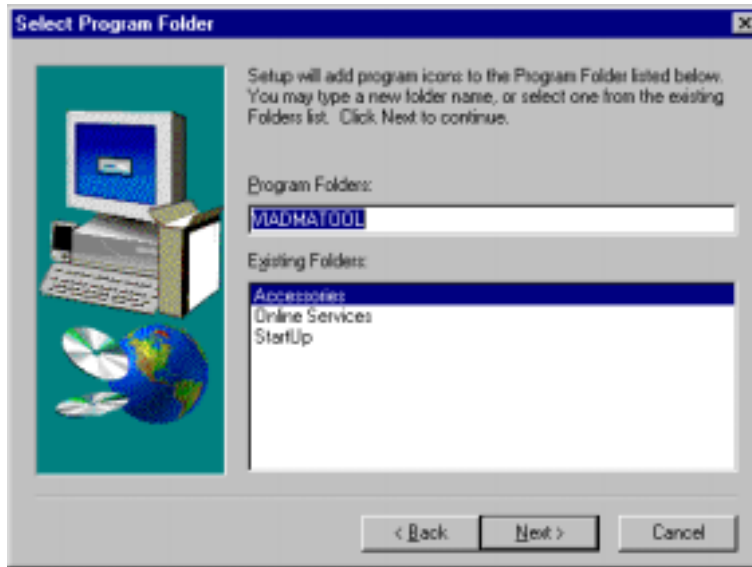 Select Program Folder
Setup will add program icons to the Program Folder listed below.
You may type a new folder name, or select one from the existing
Folders list. Click Next to continue.
Program Folders:
VIADMATOOL
Existing Folders:
Accessories
Online Services
StartUp
< Back
Next >
Cancel